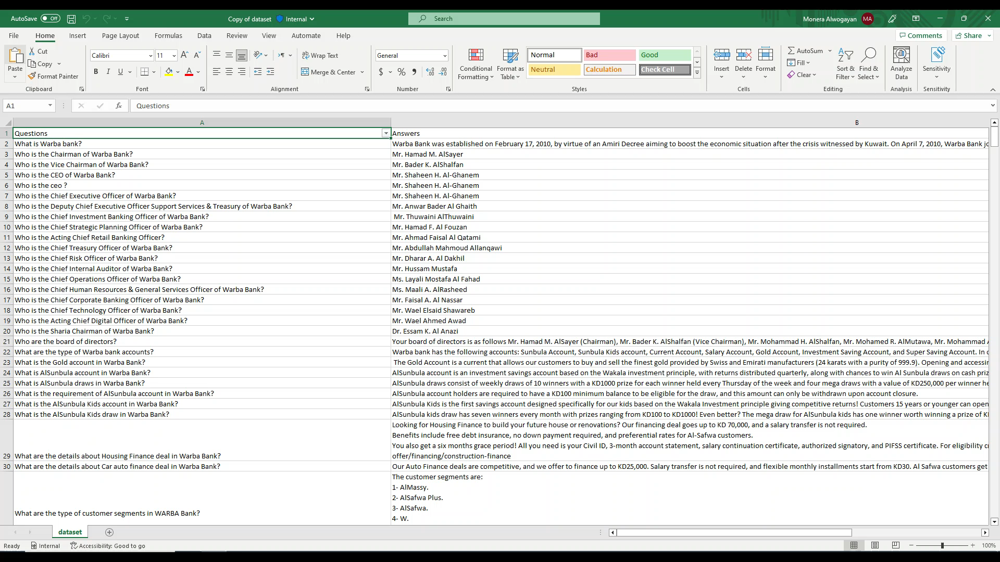 AutoSave Off Copy of dataset Internal Search Monera Alwogayan MA
File Home Insert Page Layout Formulas Data Review View Automate Help Comments Share
Paste Cut Copy Format Painter Clipboard
Calibri 11 B I U A Font
Wrap Text Merge & Center Alignment
General $ % Number
Conditional Formatting Format as Table Normal Bad Good Neutral Calculation Check Cell Styles
Insert Delete Format Cells
AutoSum Fill Clear Sort & Filter Find & Select Editing
Analyze Data Analysis
Sensitivity Sensitivity
A1 fx Questions
A B
1 Questions Answers
2 What is Warba bank? Warba Bank was established on February 17, 2010, by virtue of an Amiri Decree aiming to boost the economic situation after the crisis witnessed by Kuwait. On April 7, 2010, Warba Bank jo
3 Who is the Chairman of Warba Bank? Mr. Hamad M. AlSayer
4 Who is the Vice Chairman of Warba Bank? Mr. Bader K. AlShalfan
5 Who is the CEO of Warba Bank? Mr. Shaheen H. Al-Ghanem
6 Who is the ceo ? Mr. Shaheen H. Al-Ghanem
7 Who is the Chief Executive Officer of Warba Bank? Mr. Shaheen H. Al-Ghanem
8 Who is the Deputy Chief Executive Officer Support Services & Treasury of Warba Bank? Mr. Anwar Bader Al Ghaith
9 Who is the Chief Investment Banking Officer of Warba Bank? Mr. Thuwaini AlThuwaini
10 Who is the Chief Strategic Planning Officer of Warba Bank? Mr. Hamad F. Al Fouzan
11 Who is the Acting Chief Retail Banking Officer? Mr. Ahmad Faisal Al Qatami
12 Who is the Chief Treasury Officer of Warba Bank? Mr. Abdullah Mahmoud Allanqawi
13 Who is the Chief Risk Officer of Warba Bank? Mr. Dharar A. Al Dakhil
14 Who is the Chief Internal Auditor of Warba Bank? Mr. Hussam Mustafa
15 Who is the Chief Operations Officer of Warba Bank? Ms. Layali Mostafa Al Fahad
16 Who is the Chief Human Resources & General Services Officer of Warba Bank? Ms. Maali A. AlRasheed
17 Who is the Chief Corporate Banking Officer of Warba Bank? Mr. Faisal A. Al Nassar
18 Who is the Chief Technology Officer of Warba Bank? Mr. Wael Elsaid Shawareb
19 Who is the Acting Chief Digital Officer of Warba Bank? Mr. Wael Ahmed Awad
20 Who is the Sharia Chairman of Warba Bank? Dr. Essam K. Al Anazi
21 Who are the board of directors? Your board of directors is as follows Mr. Hamad M. AlSayer (Chairman), Mr. Bader K. AlShalfan (Vice Chairman), Mr. Mohammad H. AlShalfan, Mr. Mohamed R. AlMutawa, Mr. Mohammad A
22 What are the type of Warba bank accounts? Warba bank has the following accounts: Sunbula Account, Sunbula Kids account, Current Account, Salary Account, Gold Account, Investment Saving Account, and Super Saving Account. In c
23 What is the Gold account in Warba Bank? The Gold Account is a current that allows our customers to buy and sell the finest gold provided by Swiss and Emirati manufacturers (24 karats with a purity of 999.9). Opening and accessin
24 What is AlSunbula account in Warba Bank? AlSunbula account is an investment savings account based on the Wakala investment principle, with returns distributed quarterly, along with chances to win Al Sunbula draws on cash priz
25 What is AlSunbula draws in Warba Bank? AlSunbula draws consist of weekly draws of 10 winners with a KD1000 prize for each winner held every Thursday of the week and four mega draws with a value of KD250,000 per winner he
26 What is the requirement of AlSunbula account in Warba Bank? AlSunbula account holders are required to have a KD100 minimum balance to be eligible for the draw, and this amount can only be withdrawn upon account closure.
27 What is the AlSunbula Kids account in Warba Bank? AlSunbula Kids is the first savings account designed specifically for our kids based on the Wakala Investment principle giving competitive returns! Customers 15 years or younger can open
28 What is the AlSunbula Kids draw in Warba Bank? AlSunbula kids draw has seven winners every month with prizes ranging from KD100 to KD1000! Even better? The mega draw for AlSunbula kids has one winner worth winning a prize of K
Looking for Housing Finance to build your future house or renovations? Our financing deal goes up to KD 70,000, and a salary transfer is not required.
Benefits include free debt insurance, no down payment required, and preferential rates for Al-Safwa customers.
You also get a six months grace period! All you need is your Civil ID, 3-month account statement, salary continuation certificate, authorized signatory, and PIFSS certificate. For eligibility c
29 What are the details about Housing Finance deal in Warba Bank? offer/financing/construction-finance
30 What are the details about Car auto finance deal in Warba Bank? Our Auto Finance deals are competitive, and we offer to finance up to KD25,000. Salary transfer is not required, and flexible monthly installments start from KD30. Al Safwa customers get
The customer segments are:
1- AlMassy.
2- AlSafwa Plus.
3- AlSafwa.
What are the type of customer segments in WARBA Bank?
4- W.
dataset
Ready Internal Accessibility: Good to go 100%